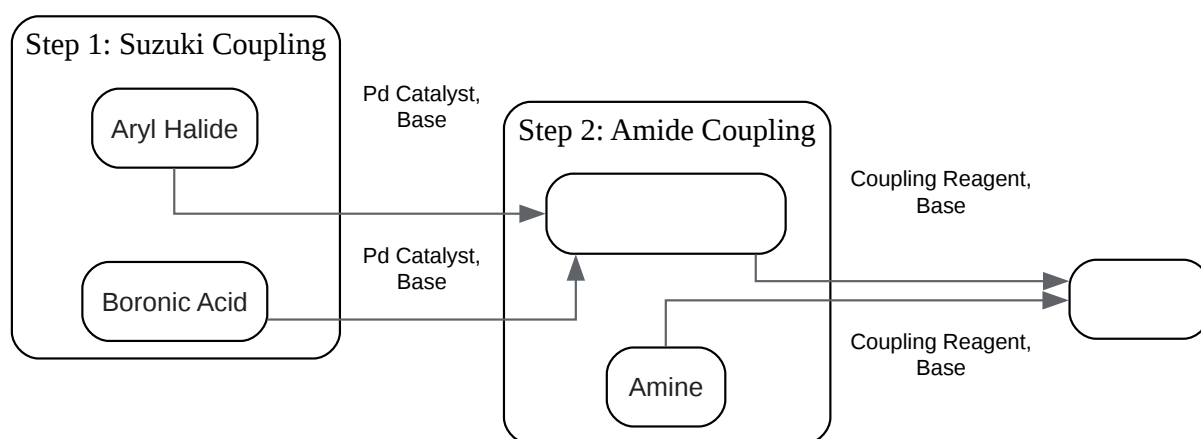 Step 1: Suzuki Coupling
Aryl Halide
Boronic Acid
Pd Catalyst,
Base
Pd Catalyst,
Base
Step 2: Amide Coupling
Amine
Coupling Reagent,
Base
Coupling Reagent,
Base